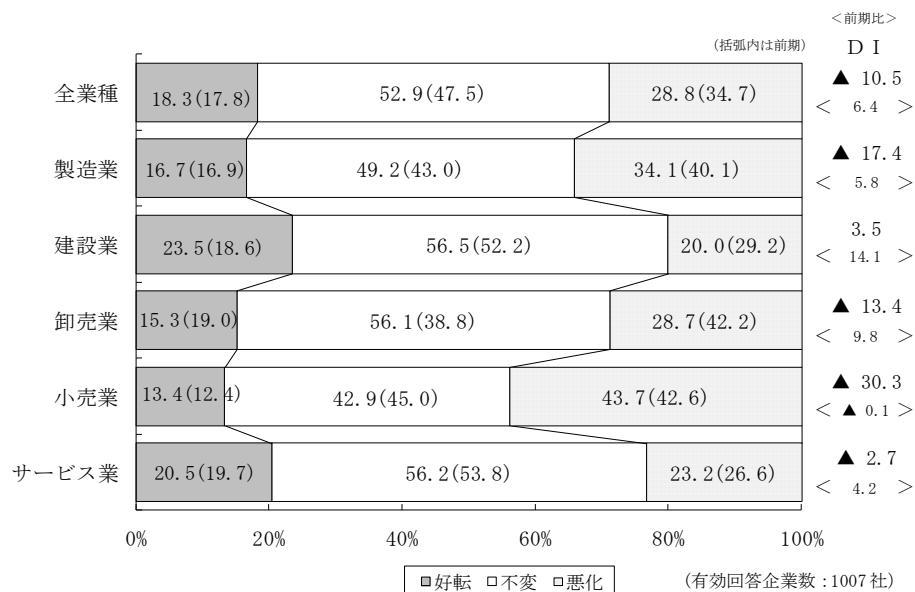 ＜前期比＞
(括弧内は前期) ＤＩ
全業種 18.3(17.8) 52.9(47.5) 28.8(34.7) ▲ 10.5
＜ 6.4 ＞
製造業 16.7(16.9) 49.2(43.0) 34.1(40.1) ▲ 17.4
＜ 5.8 ＞
建設業 23.5(18.6) 56.5(52.2) 20.0(29.2) 3.5
＜ 14.1 ＞
卸売業 15.3(19.0) 56.1(38.8) 28.7(42.2) ▲ 13.4
＜ 9.8 ＞
小売業 13.4(12.4) 42.9(45.0) 43.7(42.6) ▲ 30.3
＜ ▲ 0.1 ＞
サービス業 20.5(19.7) 56.2(53.8) 23.2(26.6) ▲ 2.7
＜ 4.2 ＞
0% 20% 40% 60% 80% 100%
好転 不変 悪化 (有効回答企業数：1007社)